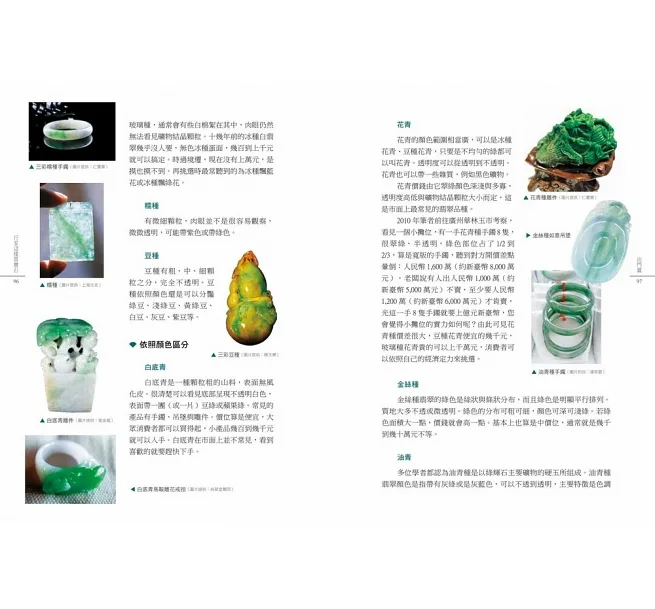 玻璃種，通常會有些白棉絮在其中，肉眼仍然
無法看見礦物結晶顆粒。十幾年前的冰種白翡
翠幾乎沒人要，無色冰種蛋面，幾百到上千元
就可以搞定。時過境遷，現在沒有上萬元，是
摸也摸不到。再挑選時最常聽到的為冰種飄藍
花或冰種飄綠花。
糯種
有微細顆粒，肉眼並不是很容易觀察，
微微透明，可能帶紫色或帶綠色。
豆種
豆種有粗、中、細顆
粒之分，完全不透明。豆
種依照顏色還是可以分豔
綠豆、淺綠豆、黃綠豆、
白豆、灰豆、紫豆等。
依照顏色區分
白底青
白底青是一種顆粒粗的山料，表面無風
化皮，很清楚可以看見底部呈現不透明白色，
表面帶一團（或一片）豆綠或蘋果綠。常見的
產品有手鐲、吊墜與雕件。價位算是便宜，大
眾消費者都可以買得起，小產品幾百到幾千元
就可以入手。白底青在市面上並不常見，看到
喜歡的就要趕快下手。
▲ 三彩糯種手鐲
▲ 糯種
▲ 三彩豆種
▲ 白底青雕件
◀ 白底青鳥獸雕花戒指
96
花青
花青的顏色範圍相當廣，可以是冰種
花青、豆種花青，只要是不均勻的綠都可
以叫花青。透明度可以從透明到不透明。
花青也可以帶一些雜質，例如黑色礦物。
花青價錢由它翠綠顏色深淺與多寡、
透明度高低與礦物結晶顆粒大小而定，這
是市面上最常見的翡翠品種。
2010 年筆者前往廣州華林玉市考察，
看見一個小攤位，有一手花青種手鐲 8 隻，
很翠綠，半透明，綠色部位占了 1/2 到
2/3，算是寬版的手鐲，聽到對方開價差點
暈倒：人民幣 1,600 萬（約新臺幣 8,000 萬
元）。老闆說有人出人民幣 1,000 萬（約
新臺幣 5,000 萬元）不賣，至少要人民幣
1,200 萬（約新臺幣 6,000 萬元）才肯賣。
光這一手 8 隻手鐲就要上億元新臺幣，您
會覺得小攤位的實力如何呢？由此可見花
青種價差很大，豆種花青便宜的幾千元，
玻璃種花青貴的可以上千萬元，消費者可
以依照自己的經濟能力來挑選。
金絲種
金絲種翡翠的綠色是絲狀與條狀分布，而且綠色是明顯平行排列。
質地大多不透或微透明。綠色的分布可粗可細，顏色可深可淺綠。若綠
色面積大一點，價錢就會高一點。基本上也算是中價位，通常就是幾千
到幾十萬元不等。
油青
多位學者都認為油青種是以綠輝石主要礦物的硬玉所組成。油青種
翡翠顏色是指帶有灰綠或是灰藍色，可以不透到透明，主要特徵是色調
▲ 花青種雕件
▶ 金絲種如意吊墜
▲ 油青種手鐲
97